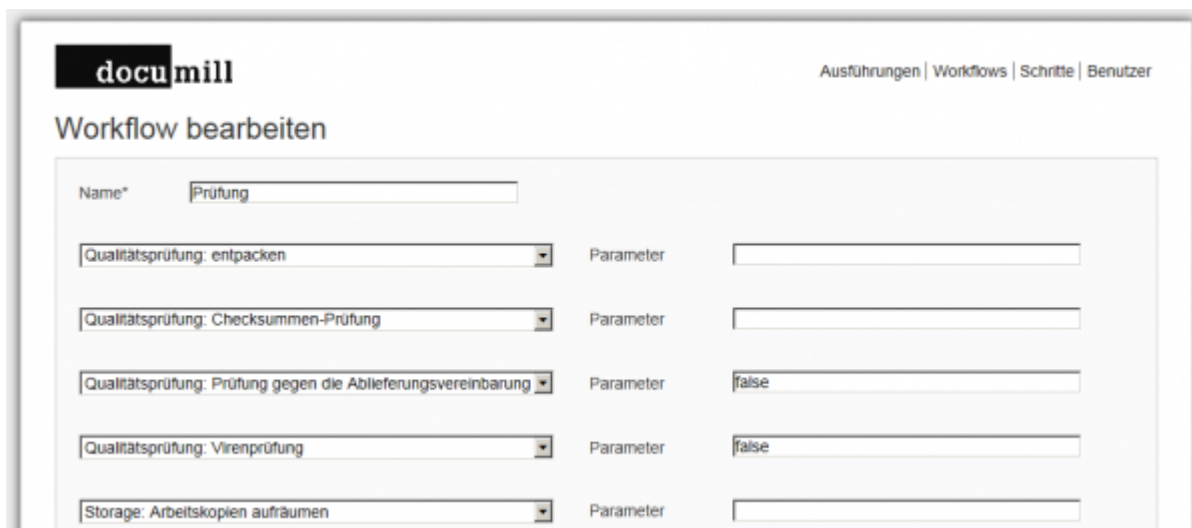 documill
Ausführungen | Workflows | Schritte | Benutzer
Workflow bearbeiten
Name* Prüfung
Qualitätsprüfung: entpacken Parameter
Qualitätsprüfung: Checksummen-Prüfung Parameter
Qualitätsprüfung: Prüfung gegen die Ablieferungsvereinbarung Parameter false
Qualitätsprüfung: Virenprüfung Parameter false
Storage: Arbeitskopien aufräumen Parameter